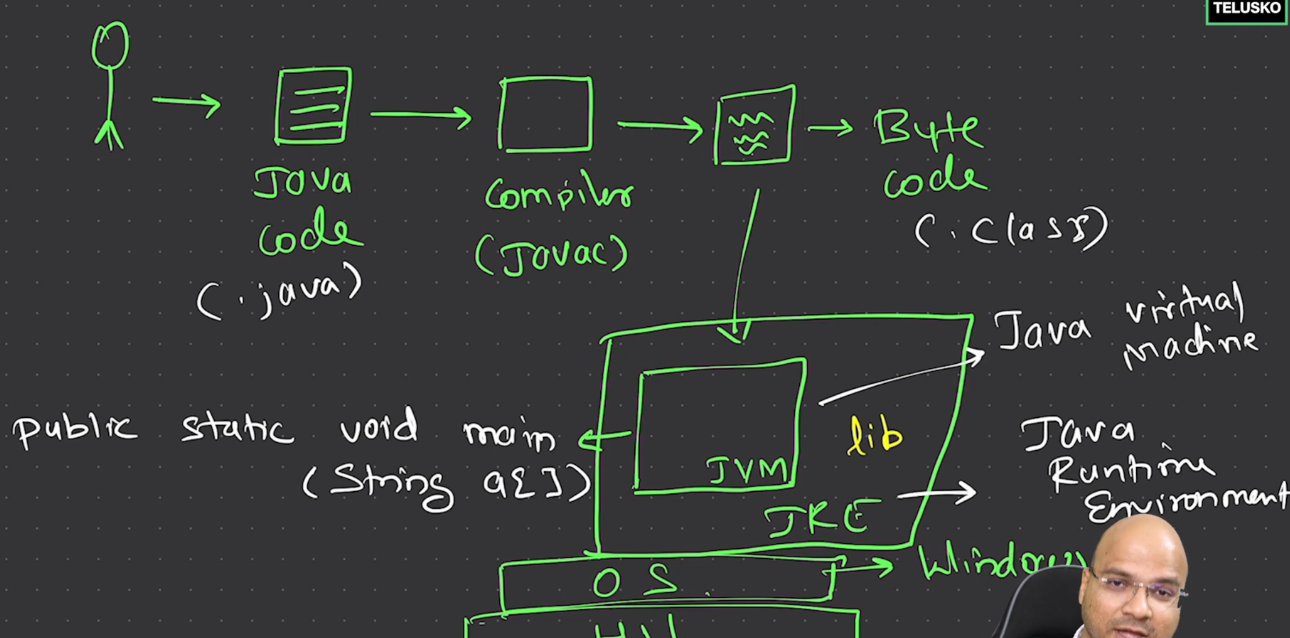 TELUSKO
Java
code
(.java)
Compiler
(Javac)
Byte
code
(.class)
Java virtual
machine
public static void main
(String a[])
lib
JVM
Java
Runtime
Environment
JRE
OS
Windows